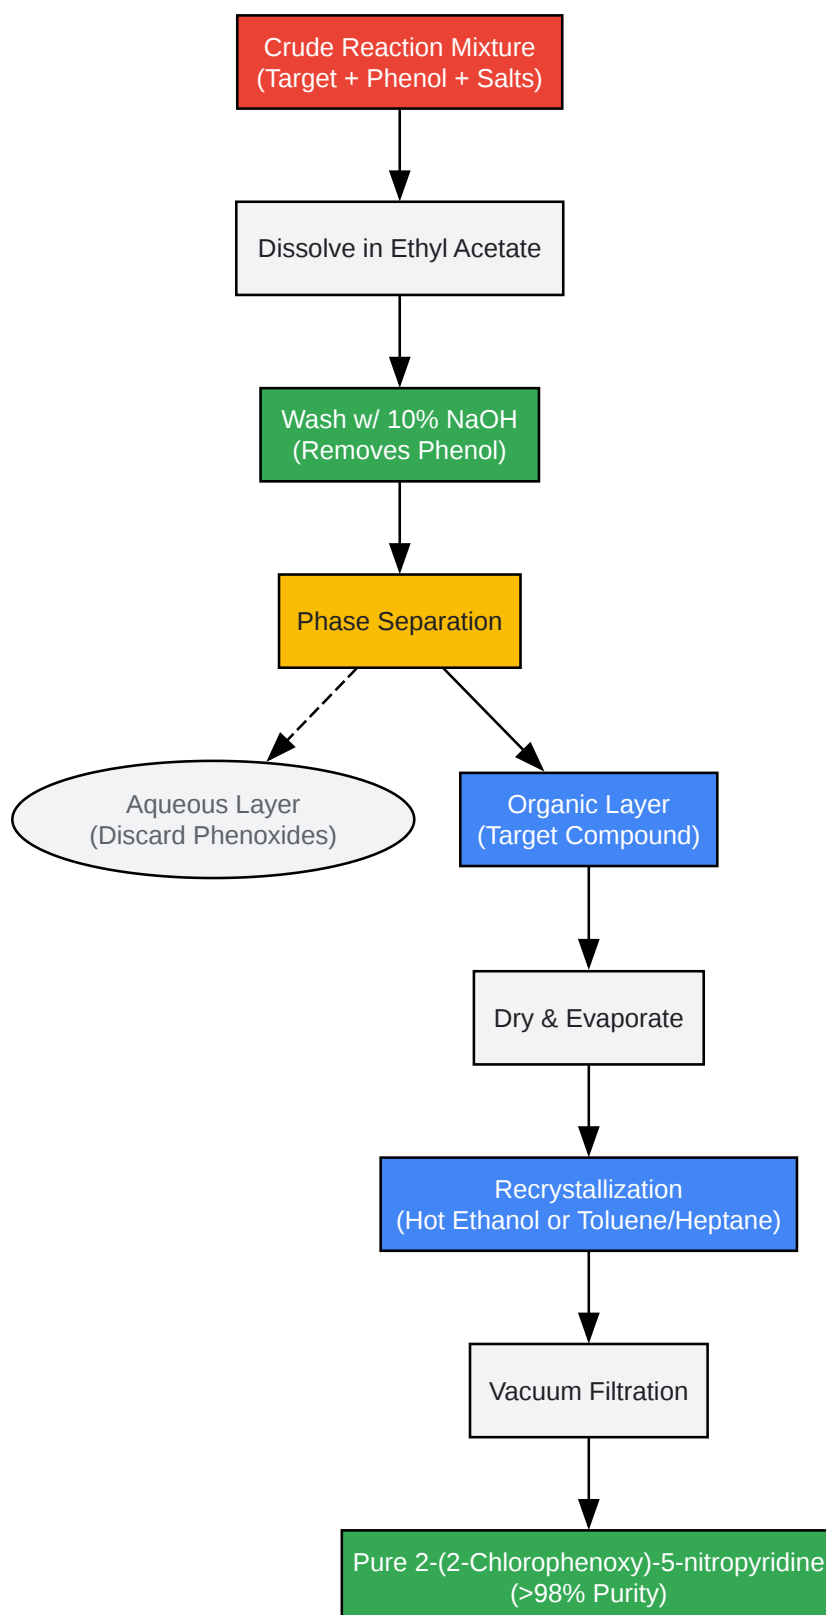 Crude Reaction Mixture
(Target + Phenol + Salts)
Dissolve in Ethyl Acetate
Wash w/ 10% NaOH
(Removes Phenol)
Phase Separation
Aqueous Layer
(Discard Phenoxides)
Organic Layer
(Target Compound)
Dry & Evaporate
Recrystallization
(Hot Ethanol or Toluene/Heptane)
Vacuum Filtration
Pure 2-(2-Chlorophenoxy)-5-nitropyridine
(>98% Purity)